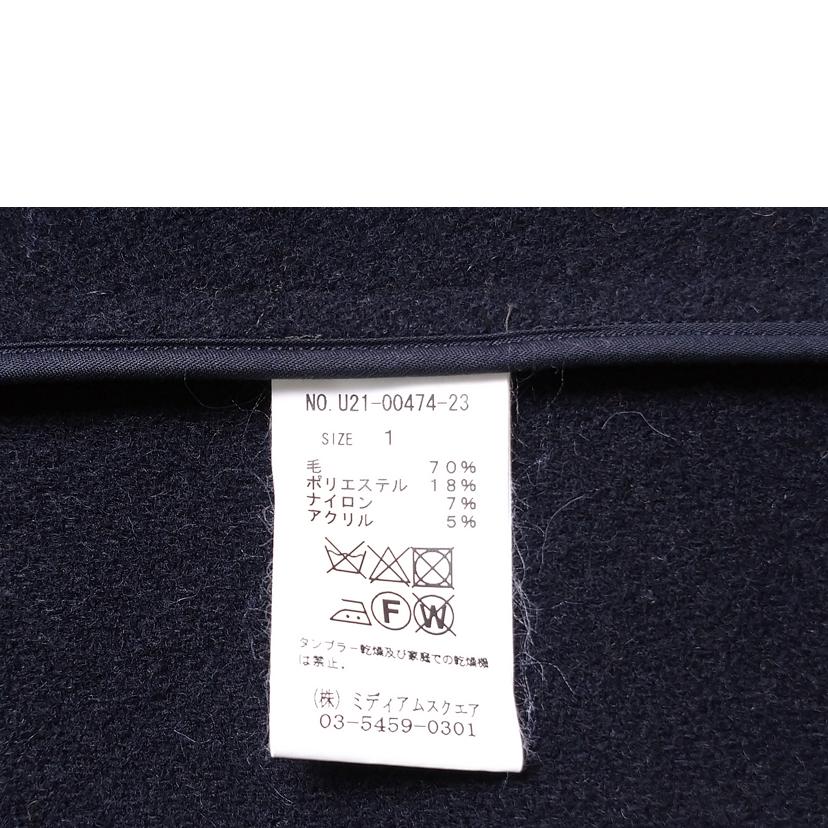 NO. U21-00474-23
SIZE 1
毛 70%
ポリエステル 18%
ナイロン 7%
アクリル 5%
F W
タンブラー乾燥及び家庭での乾燥機
は禁止.
(株) ミディアムスクエア
03-5459-0301